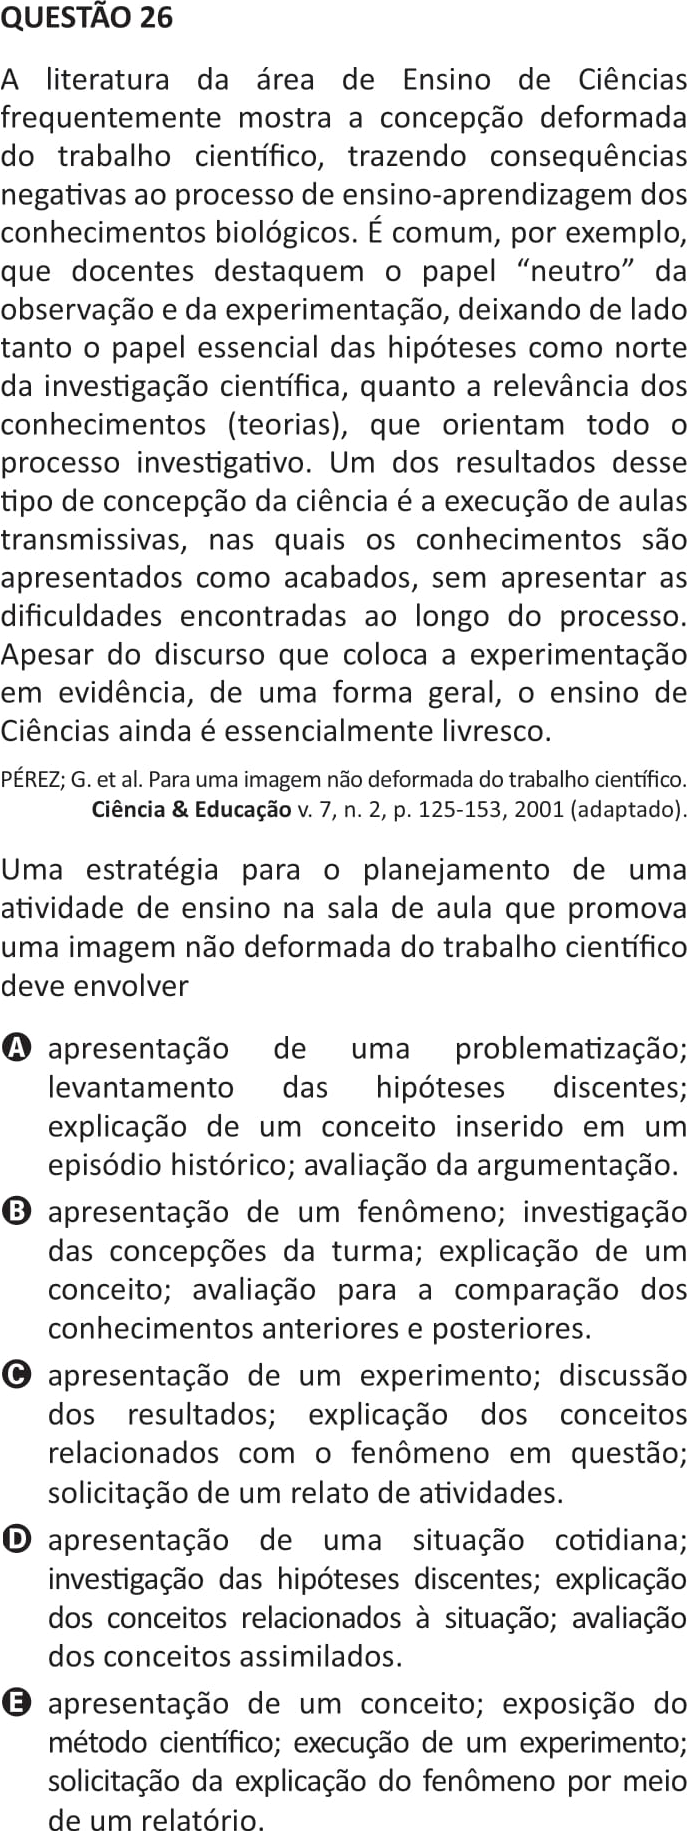 QUESTÃO 26
A literatura da área de Ensino de Ciências
frequentemente mostra a concepção deformada
do trabalho científico, trazendo consequências
negativas ao processo de ensino-aprendizagem dos
conhecimentos biológicos. É comum, por exemplo,
que docentes destaquem o papel “neutro” da
observação e da experimentação, deixando de lado
tanto o papel essencial das hipóteses como norte
da investigação científica, quanto a relevância dos
conhecimentos (teorias), que orientam todo o
processo investigativo. Um dos resultados desse
tipo de concepção da ciência é a execução de aulas
transmissivas, nas quais os conhecimentos são
apresentados como acabados, sem apresentar as
dificuldades encontradas ao longo do processo.
Apesar do discurso que coloca a experimentação
em evidência, de uma forma geral, o ensino de
Ciências ainda é essencialmente livresco.
PÉREZ; G. et al. Para uma imagem não deformada do trabalho científico.
Ciência & Educação v. 7, n. 2, p. 125-153, 2001 (adaptado).
Uma estratégia para o planejamento de uma
atividade de ensino na sala de aula que promova
uma imagem não deformada do trabalho científico
deve envolver
A apresentação de uma problematização;
levantamento das hipóteses discentes;
explicação de um conceito inserido em um
episódio histórico; avaliação da argumentação.
B apresentação de um fenômeno; investigação
das concepções da turma; explicação de um
conceito; avaliação para a comparação dos
conhecimentos anteriores e posteriores.
C apresentação de um experimento; discussão
dos resultados; explicação dos conceitos
relacionados com o fenômeno em questão;
solicitação de um relato de atividades.
D apresentação de uma situação cotidiana;
investigação das hipóteses discentes; explicação
dos conceitos relacionados à situação; avaliação
dos conceitos assimilados.
E apresentação de um conceito; exposição do
método científico; execução de um experimento;
solicitação da explicação do fenômeno por meio
de um relatório.